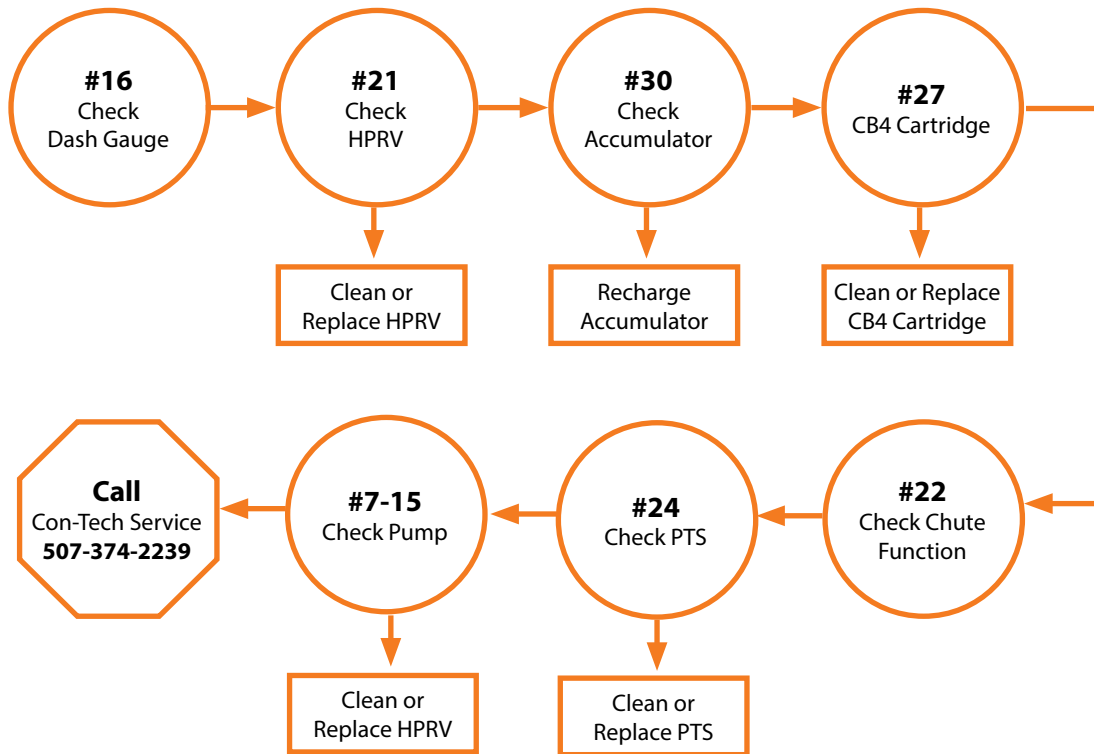 #16
Check
Dash Gauge
#21
Check
HPRV
#30
Check
Accumulator
#27
CB4 Cartridge
Clean or
Replace HPRV
Recharge
Accumulator
Clean or Replace
CB4 Cartridge
Call
Con-Tech Service
507-374-2239
#7-15
Check Pump
#24
Check PTS
#22
Check Chute
Function
Clean or
Replace HPRV
Clean or
Replace PTS